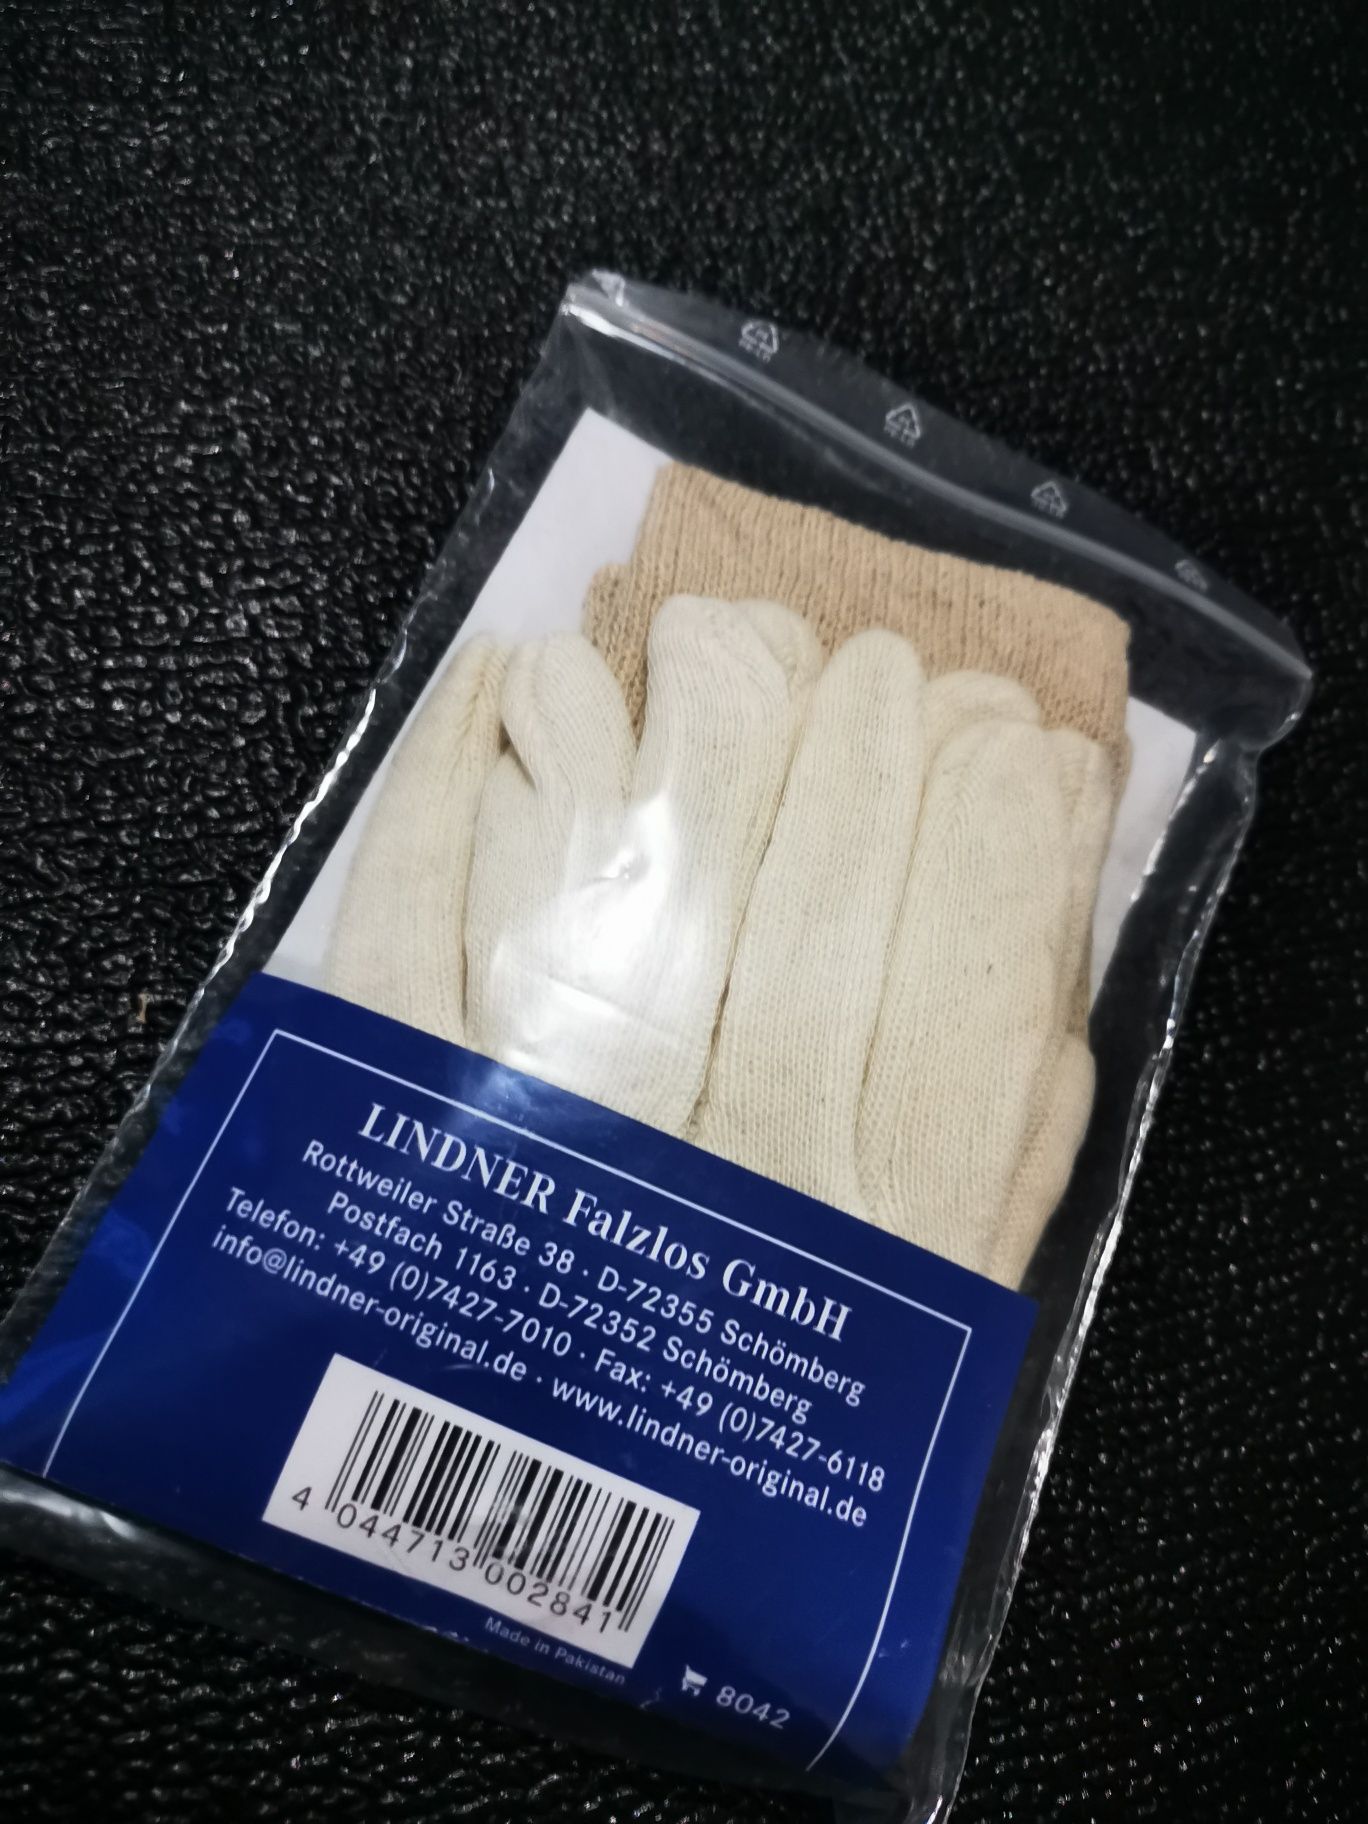 LINDNER Falzlos GmbH
Rottweiler Straße 38 · D-72355 Schömberg
Postfach 1163 · D-72352 Schömberg
Telefon: +49 (0)7427-7010 · Fax: +49 (0)7427-6118
info@lindner-original.de · www.lindner-original.de
4 044713 002841
Made in Pakistan
8042